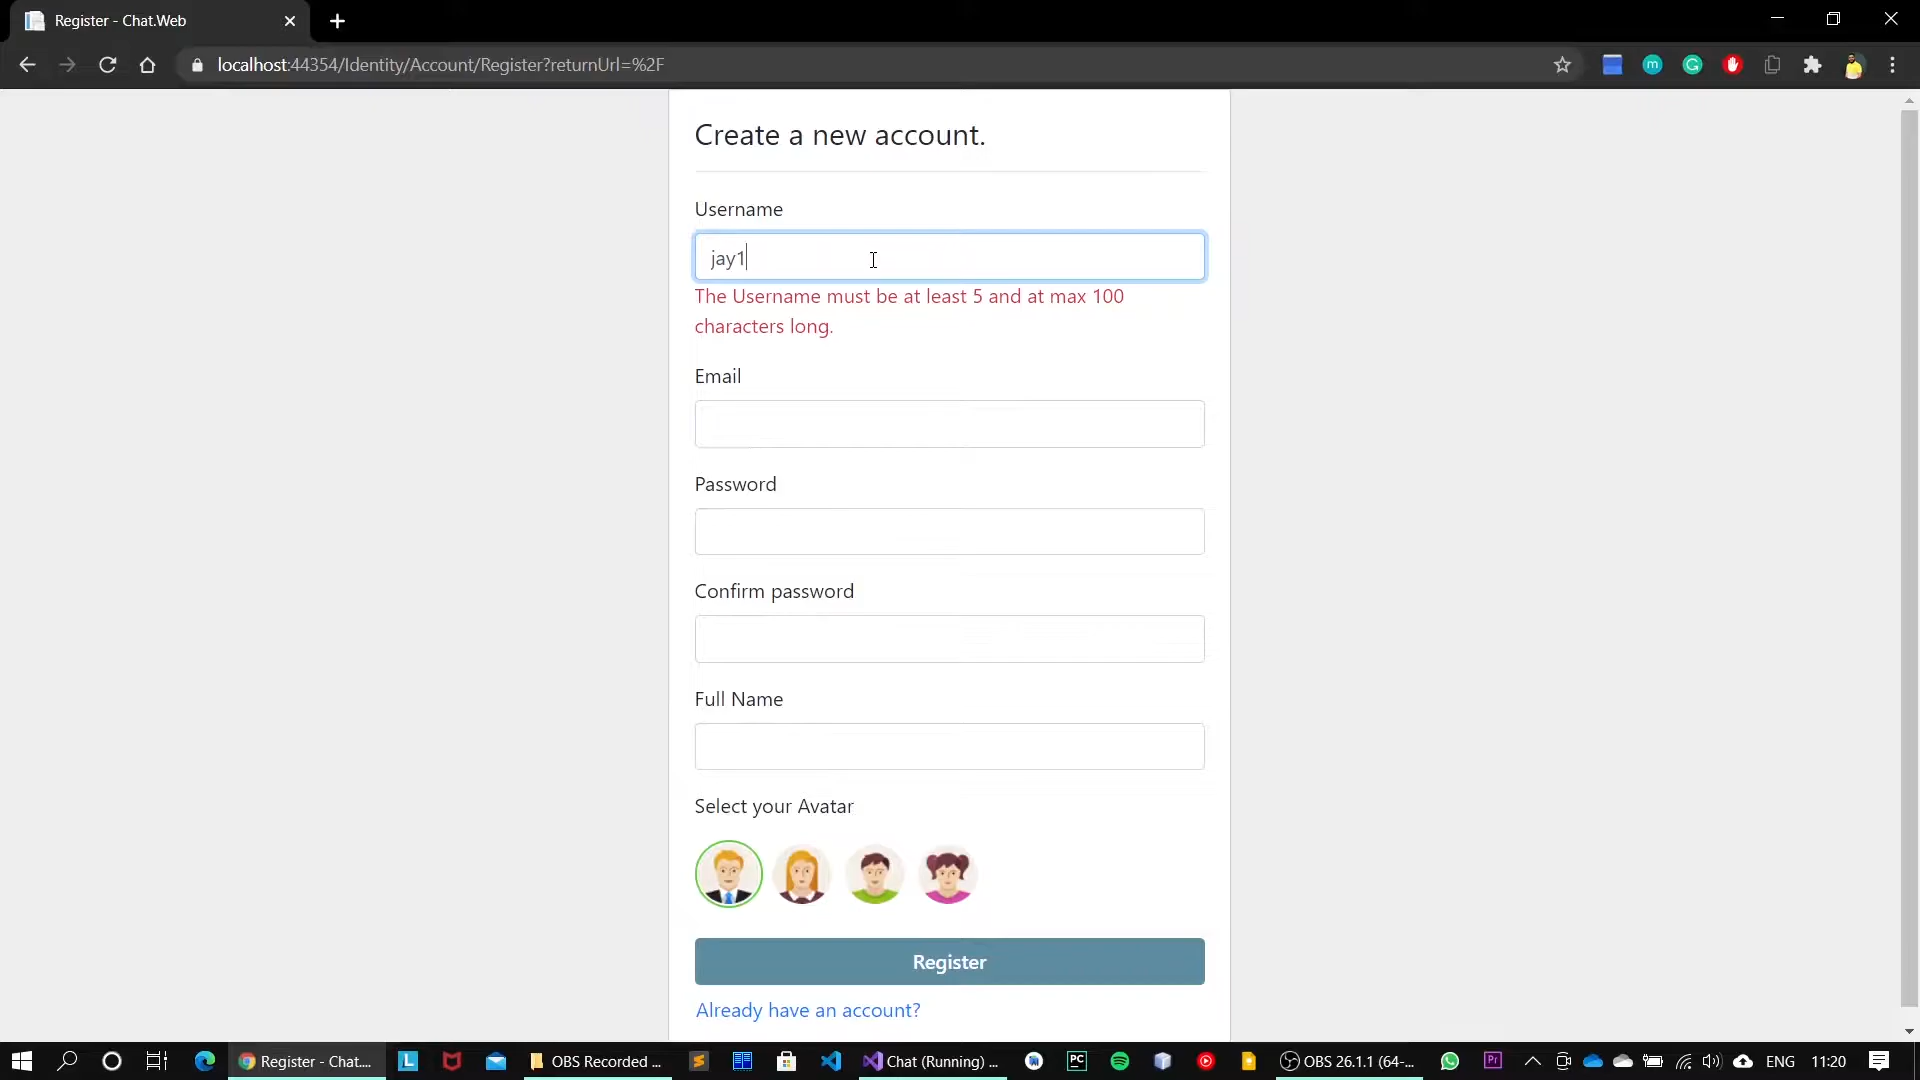 Register - Chat.Web
localhost:44354/Identity/Account/Register?returnUrl=%2F
Create a new account.
Username
jay1
The Username must be at least 5 and at max 100
characters long.
Email
Password
Confirm password
Full Name
Select your Avatar
Register
Already have an account?
Register - Chat...
L
OBS Recorded ...
Chat (Running) ...
PC
OBS 26.1.1 (64-...
Pr
ENG
11:20